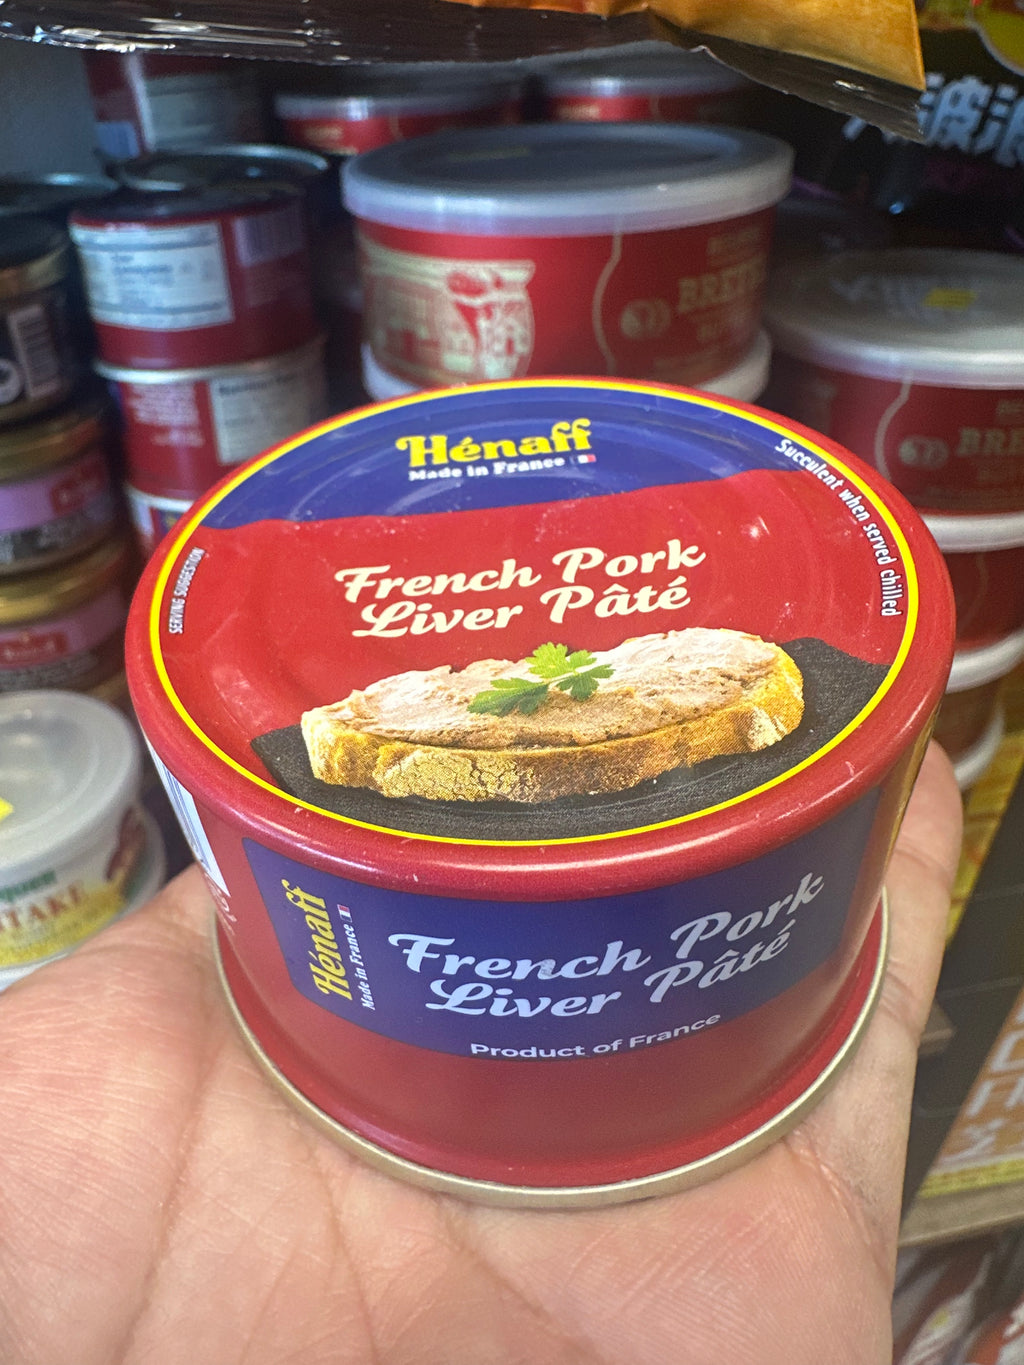 Hénaff
Made in France
Succulent when served chilled
SERVING SUGGESTION
French Pork
Liver Pâté
Hénaff
Made in France
French Pork
Liver Pâté
Product of France